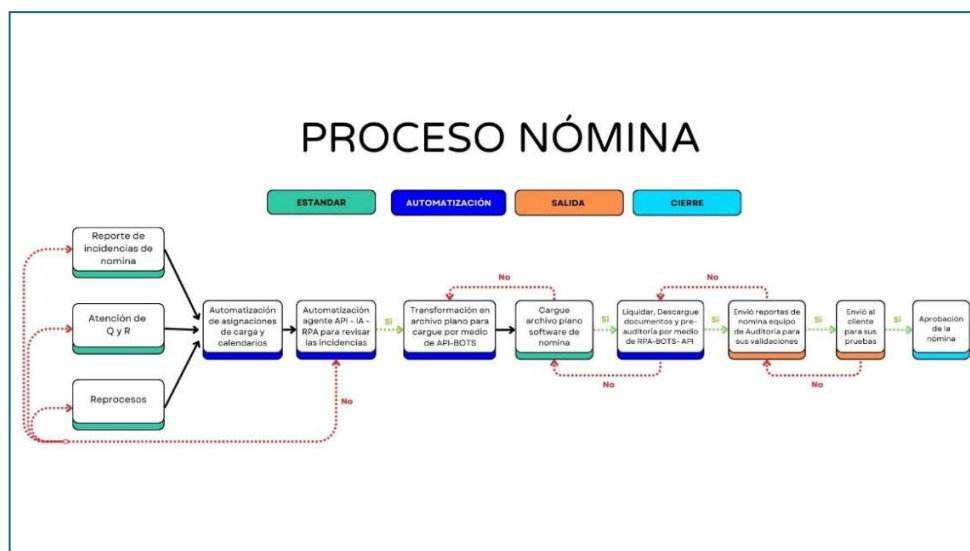 PROCESO NÓMINA
ESTANDAR
AUTOMATIZACIÓN
SALIDA
CIERRE
Reporte de
incidencias de
nomina
Atención de
Q y R
Reprocesos
Automatización
de asignaciones
de carga y
calendarios
Automatización
agente API - IA -
RPA para revisar
las incidencias
No
Si
Transformación en
archivo plano para
cargue por medio
de API-BOTS
No
Cargue
archivo plano
software de
nomina
Si
No
Liquidar, Descargue
documentos y pre-
auditoria por medio
de RPA-BOTS- API
No
Si
Envió reportes de
nomina equipo
de Auditoría para
sus validaciones
Si
No
Envió al
cliente para
sus pruebas
Si
Aprobación
de la
nómina